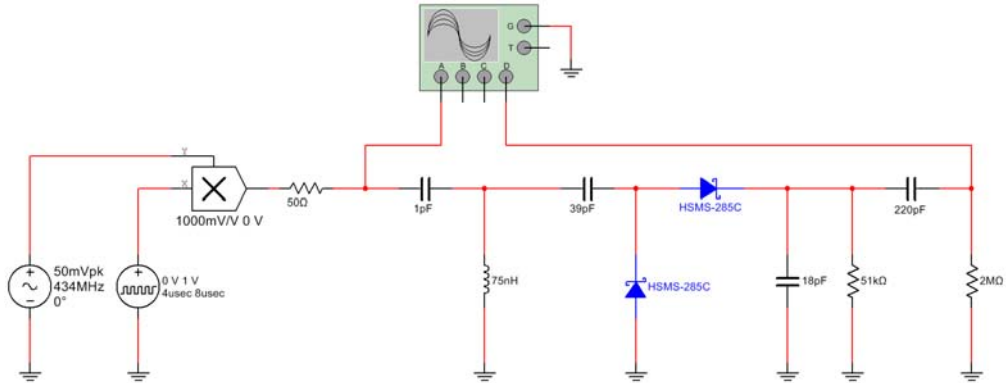 G
T
A B C D
Y
X
1000mV/V 0 V
50Ω
1pF
39pF
HSMS-285C
220pF
50mVpk
434MHz
0°
0 V 1 V
4usec 8usec
75nH
HSMS-285C
18pF
51kΩ
2MΩ